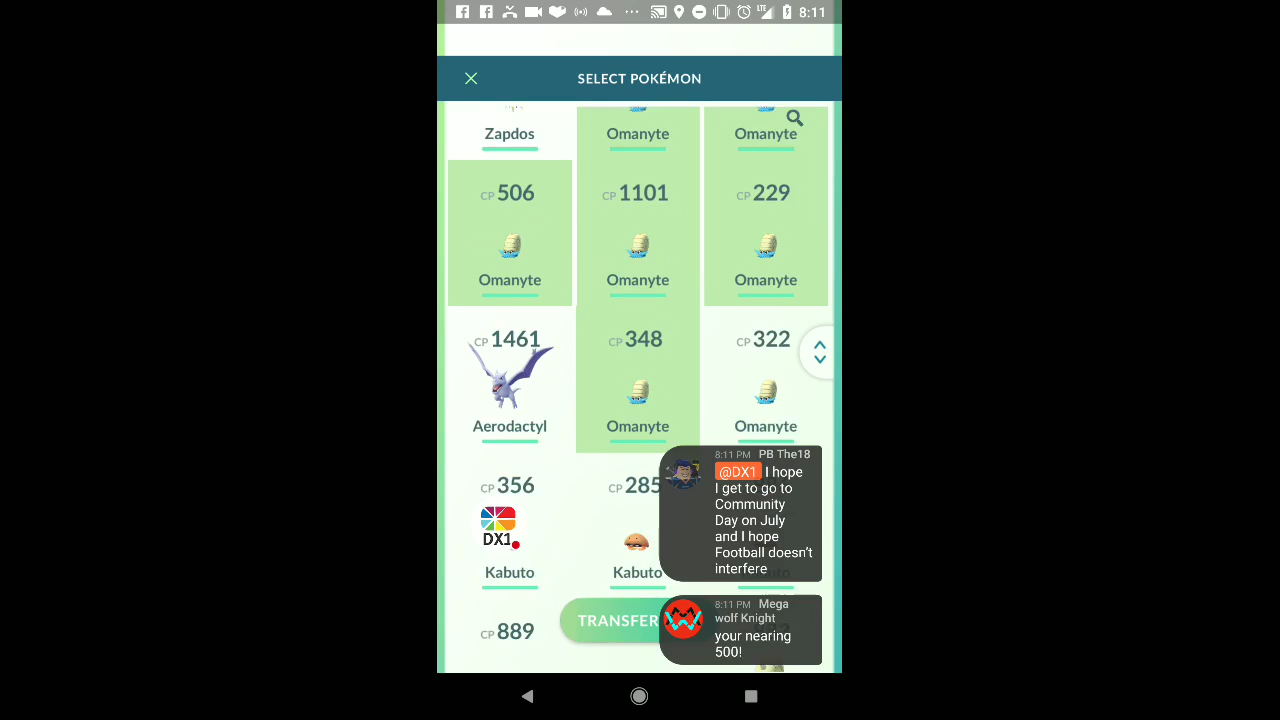 LTE 8:11
SELECT POKÉMON
Zapdos Omanyte Omanyte
CP 506 CP 1101 CP 229
Omanyte Omanyte Omanyte
CP 1461 CP 348 CP 322
Aerodactyl Omanyte Omanyte
CP 356 CP 285
DX1
Kabuto Kabuto
CP 889
TRANSFER
8:11 PM PB The18
@DX1 I hope
I get to go to
Community
Day on July
and I hope
Football doesn't
interfere
8:11 PM Mega
wolf Knight
your nearing
500!